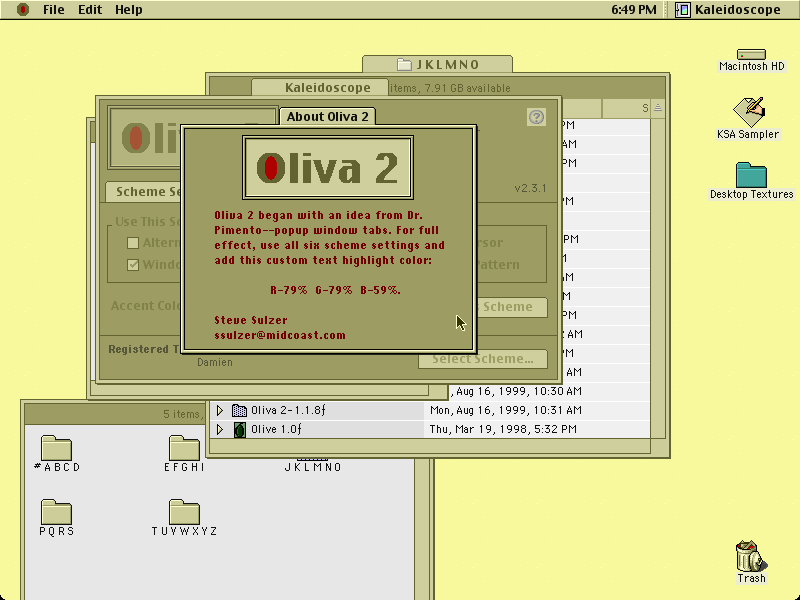 File Edit Help
6:49 PM
Kaleidoscope
JKLMNO
items, 7.91 GB available
Kaleidoscope
About Oliva 2
S
Oli
Oliva 2
v2.3.1
Scheme Se
Use This S
Altern
Windo
rsor
Pattern
Accent Col
s Scheme
Registered T
Damien
Select Scheme...
Oliva 2 began with an idea from Dr.
Pimento--popup window tabs. For full
effect, use all six scheme settings and
add this custom text highlight color:
R-79% G-79% B-59%.
Steve Sulzer
ssulzer@midcoast.com
PM
AM
PM
PM
PM
PM
AM
M
PM
2 AM
PM
AM
, Aug 16, 1999, 10:30 AM
Oliva 2-1.1.8ƒ Mon, Aug 16, 1999, 10:31 AM
Olive 1.0ƒ Thu, Mar 19, 1998, 5:32 PM
5 items,
#ABCD
EFGHI
JKLMNO
PQRS
TUVWXYZ
Macintosh HD
KSA Sampler
Desktop Textures
Trash